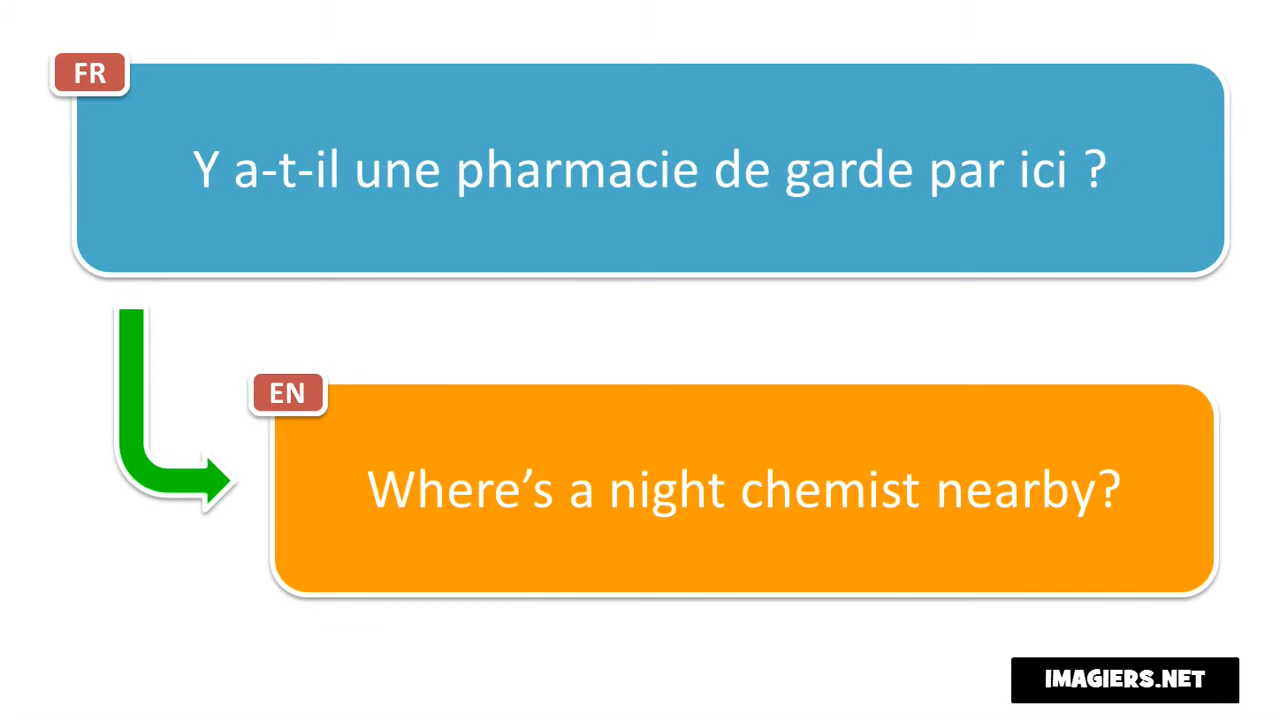 FR
Y a-t-il une pharmacie de garde par ici ?
EN
Where’s a night chemist nearby?
IMAGIERS.NET